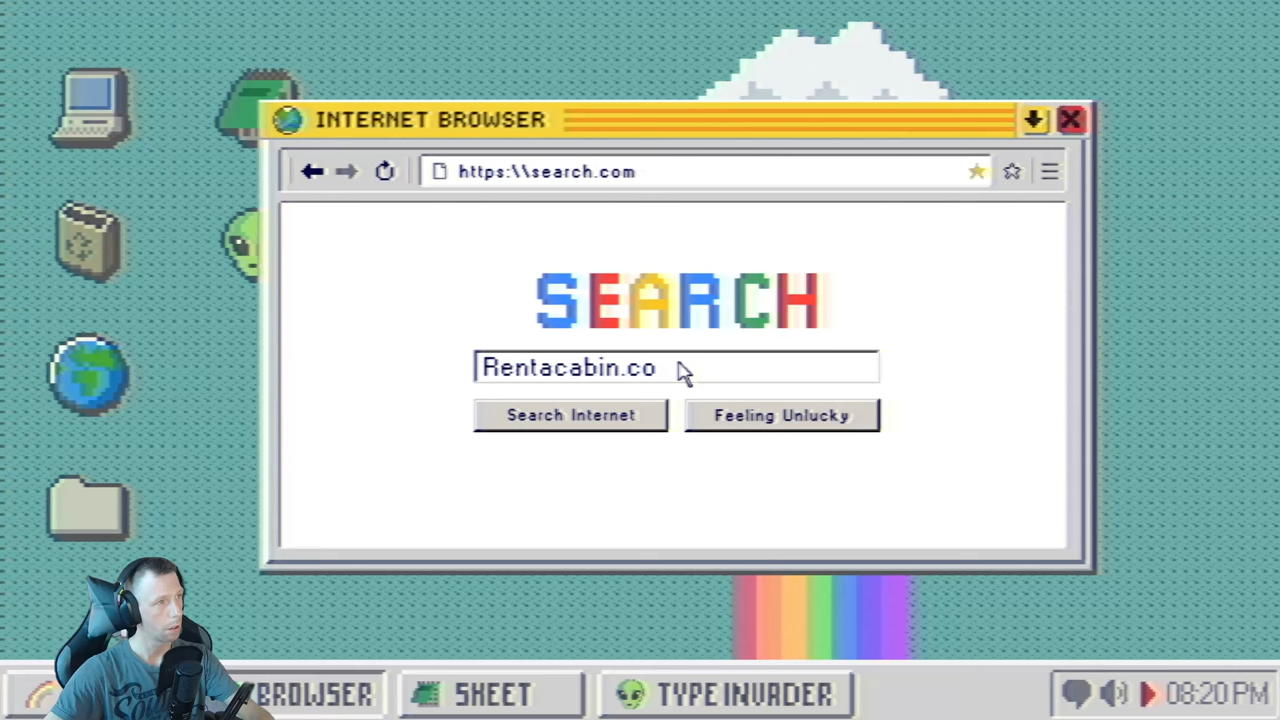 INTERNET BROWSER
https:\\search.com
SEARCH
Rentacabin.co
Search Internet
Feeling Unlucky
BROWSER
SHEET
TYPE INVADER
08:20 PM